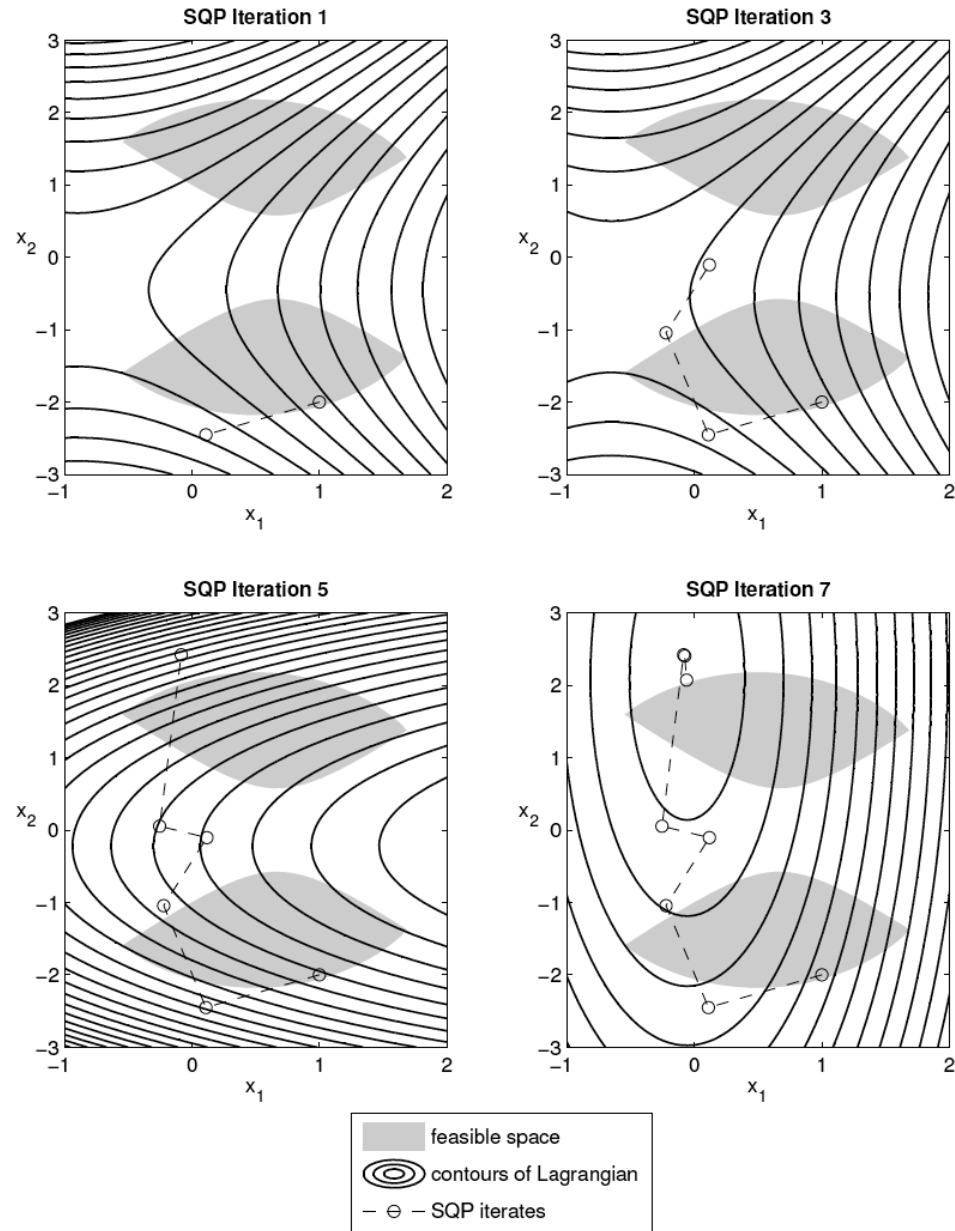 SQP Iteration 1
3
2
1
0
−1
−2
−3
x2
−1
0
1
2
x1
SQP Iteration 3
3
2
1
0
−1
−2
−3
x2
−1
0
1
2
x1
SQP Iteration 5
3
2
1
0
−1
−2
−3
x2
−1
0
1
2
x1
SQP Iteration 7
3
2
1
0
−1
−2
−3
x2
−1
0
1
2
x1
feasible space
contours of Lagrangian
SQP iterates